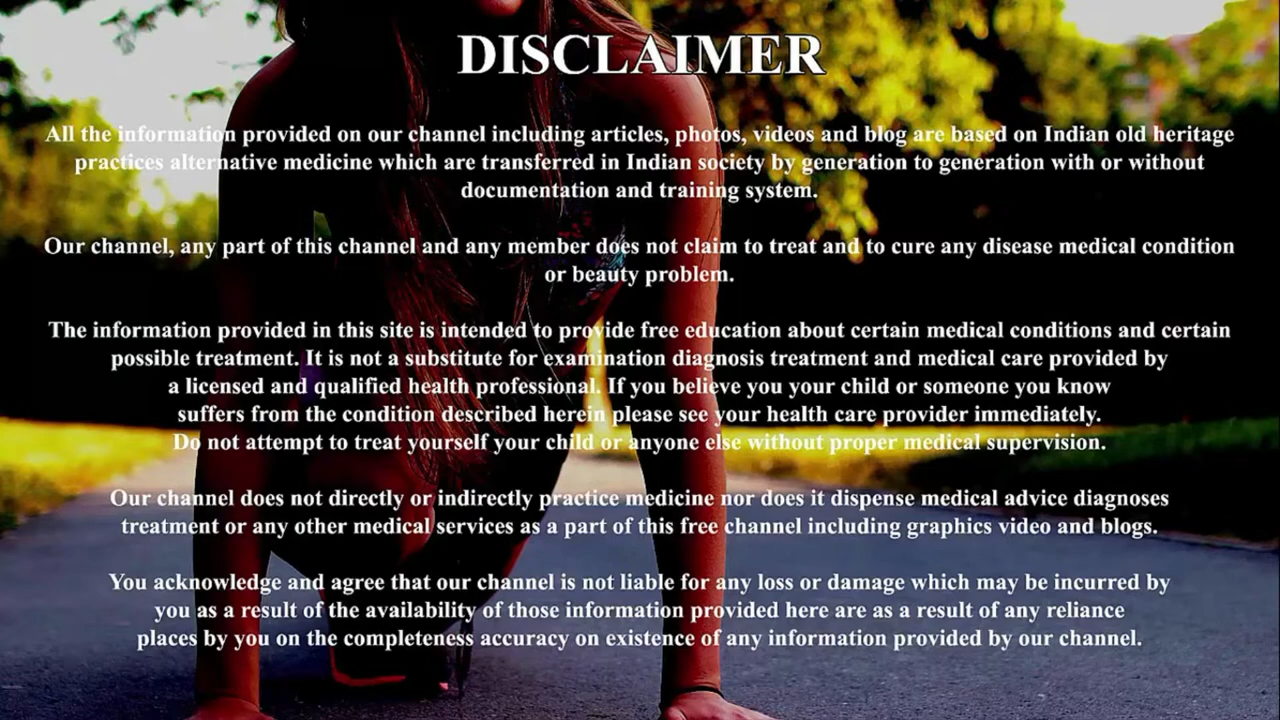 DISCLAIMER
All the information provided on our channel including articles, photos, videos and blog are based on Indian old heritage
practices alternative medicine which are transferred in Indian society by generation to generation with or without
documentation and training system.
Our channel, any part of this channel and any member does not claim to treat and to cure any disease medical condition
or beauty problem.
The information provided in this site is intended to provide free education about certain medical conditions and certain
possible treatment. It is not a substitute for examination diagnosis treatment and medical care provided by
a licensed and qualified health professional. If you believe you your child or someone you know
suffers from the condition described herein please see your health care provider immediately.
Do not attempt to treat yourself your child or anyone else without proper medical supervision.
Our channel does not directly or indirectly practice medicine nor does it dispense medical advice diagnoses
treatment or any other medical services as a part of this free channel including graphics video and blogs.
You acknowledge and agree that our channel is not liable for any loss or damage which may be incurred by
you as a result of the availability of those information provided here are as a result of any reliance
places by you on the completeness accuracy on existence of any information provided by our channel.